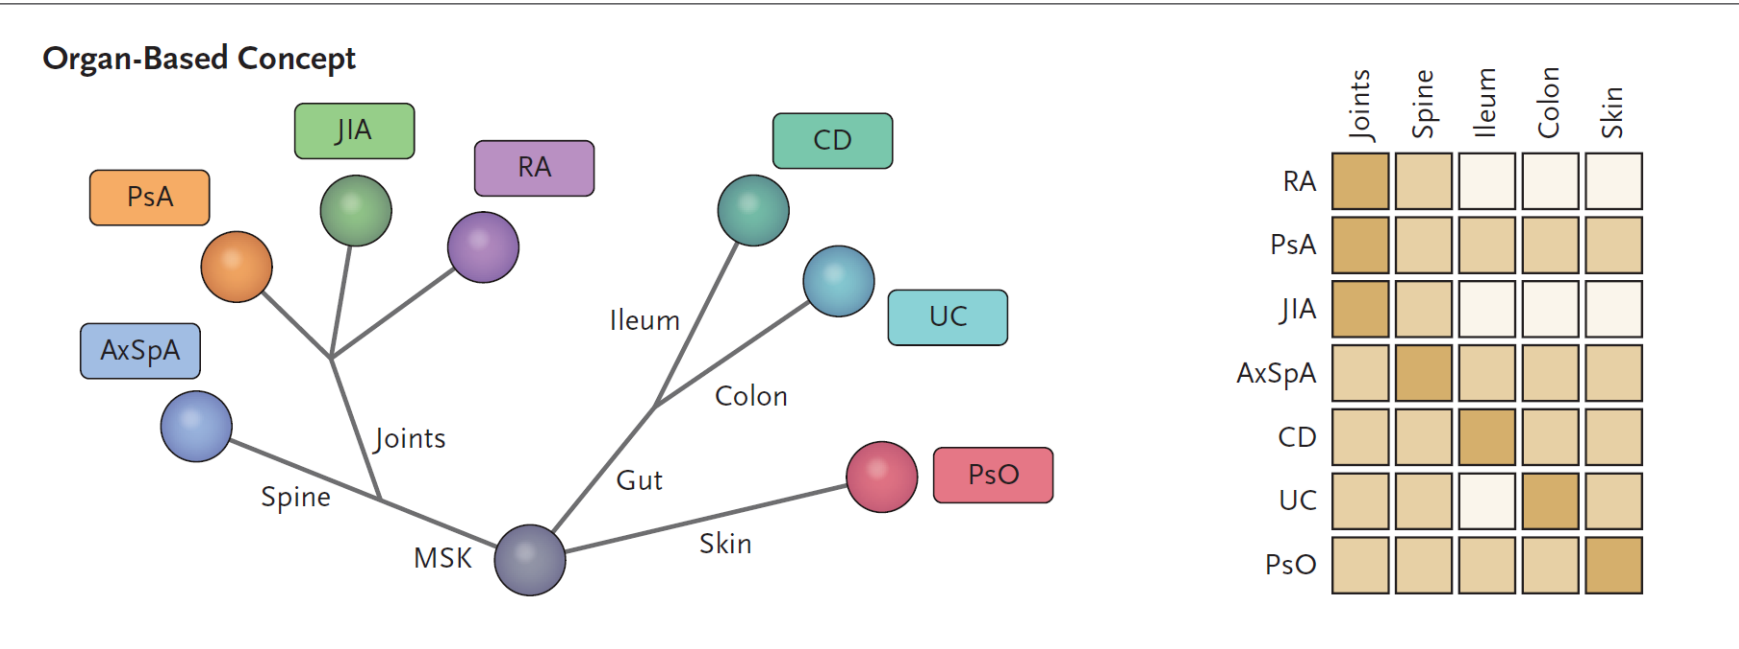 Organ-Based Concept
JIA
CD
RA
PsA
UC
AxSpA
Ileum
Colon
Joints
Gut
PsO
Spine
Skin
MSK
Joints
Spine
Ileum
Colon
Skin
RA
PsA
JIA
AxSpA
CD
UC
PsO